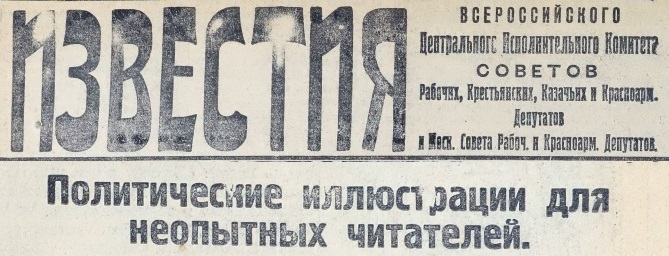 ИЗВЕСТИЯ
ВСЕРОССИЙСКОГО
Центрального Исполнительного Комитета
СОВЕТОВ
Рабочих, Крестьянских, Казачьих и Красноарм.
Депутатов
и Моск. Совета Рабоч. и Красноарм. Депутатов.
Политические иллюстрации для
неопытных читателей.